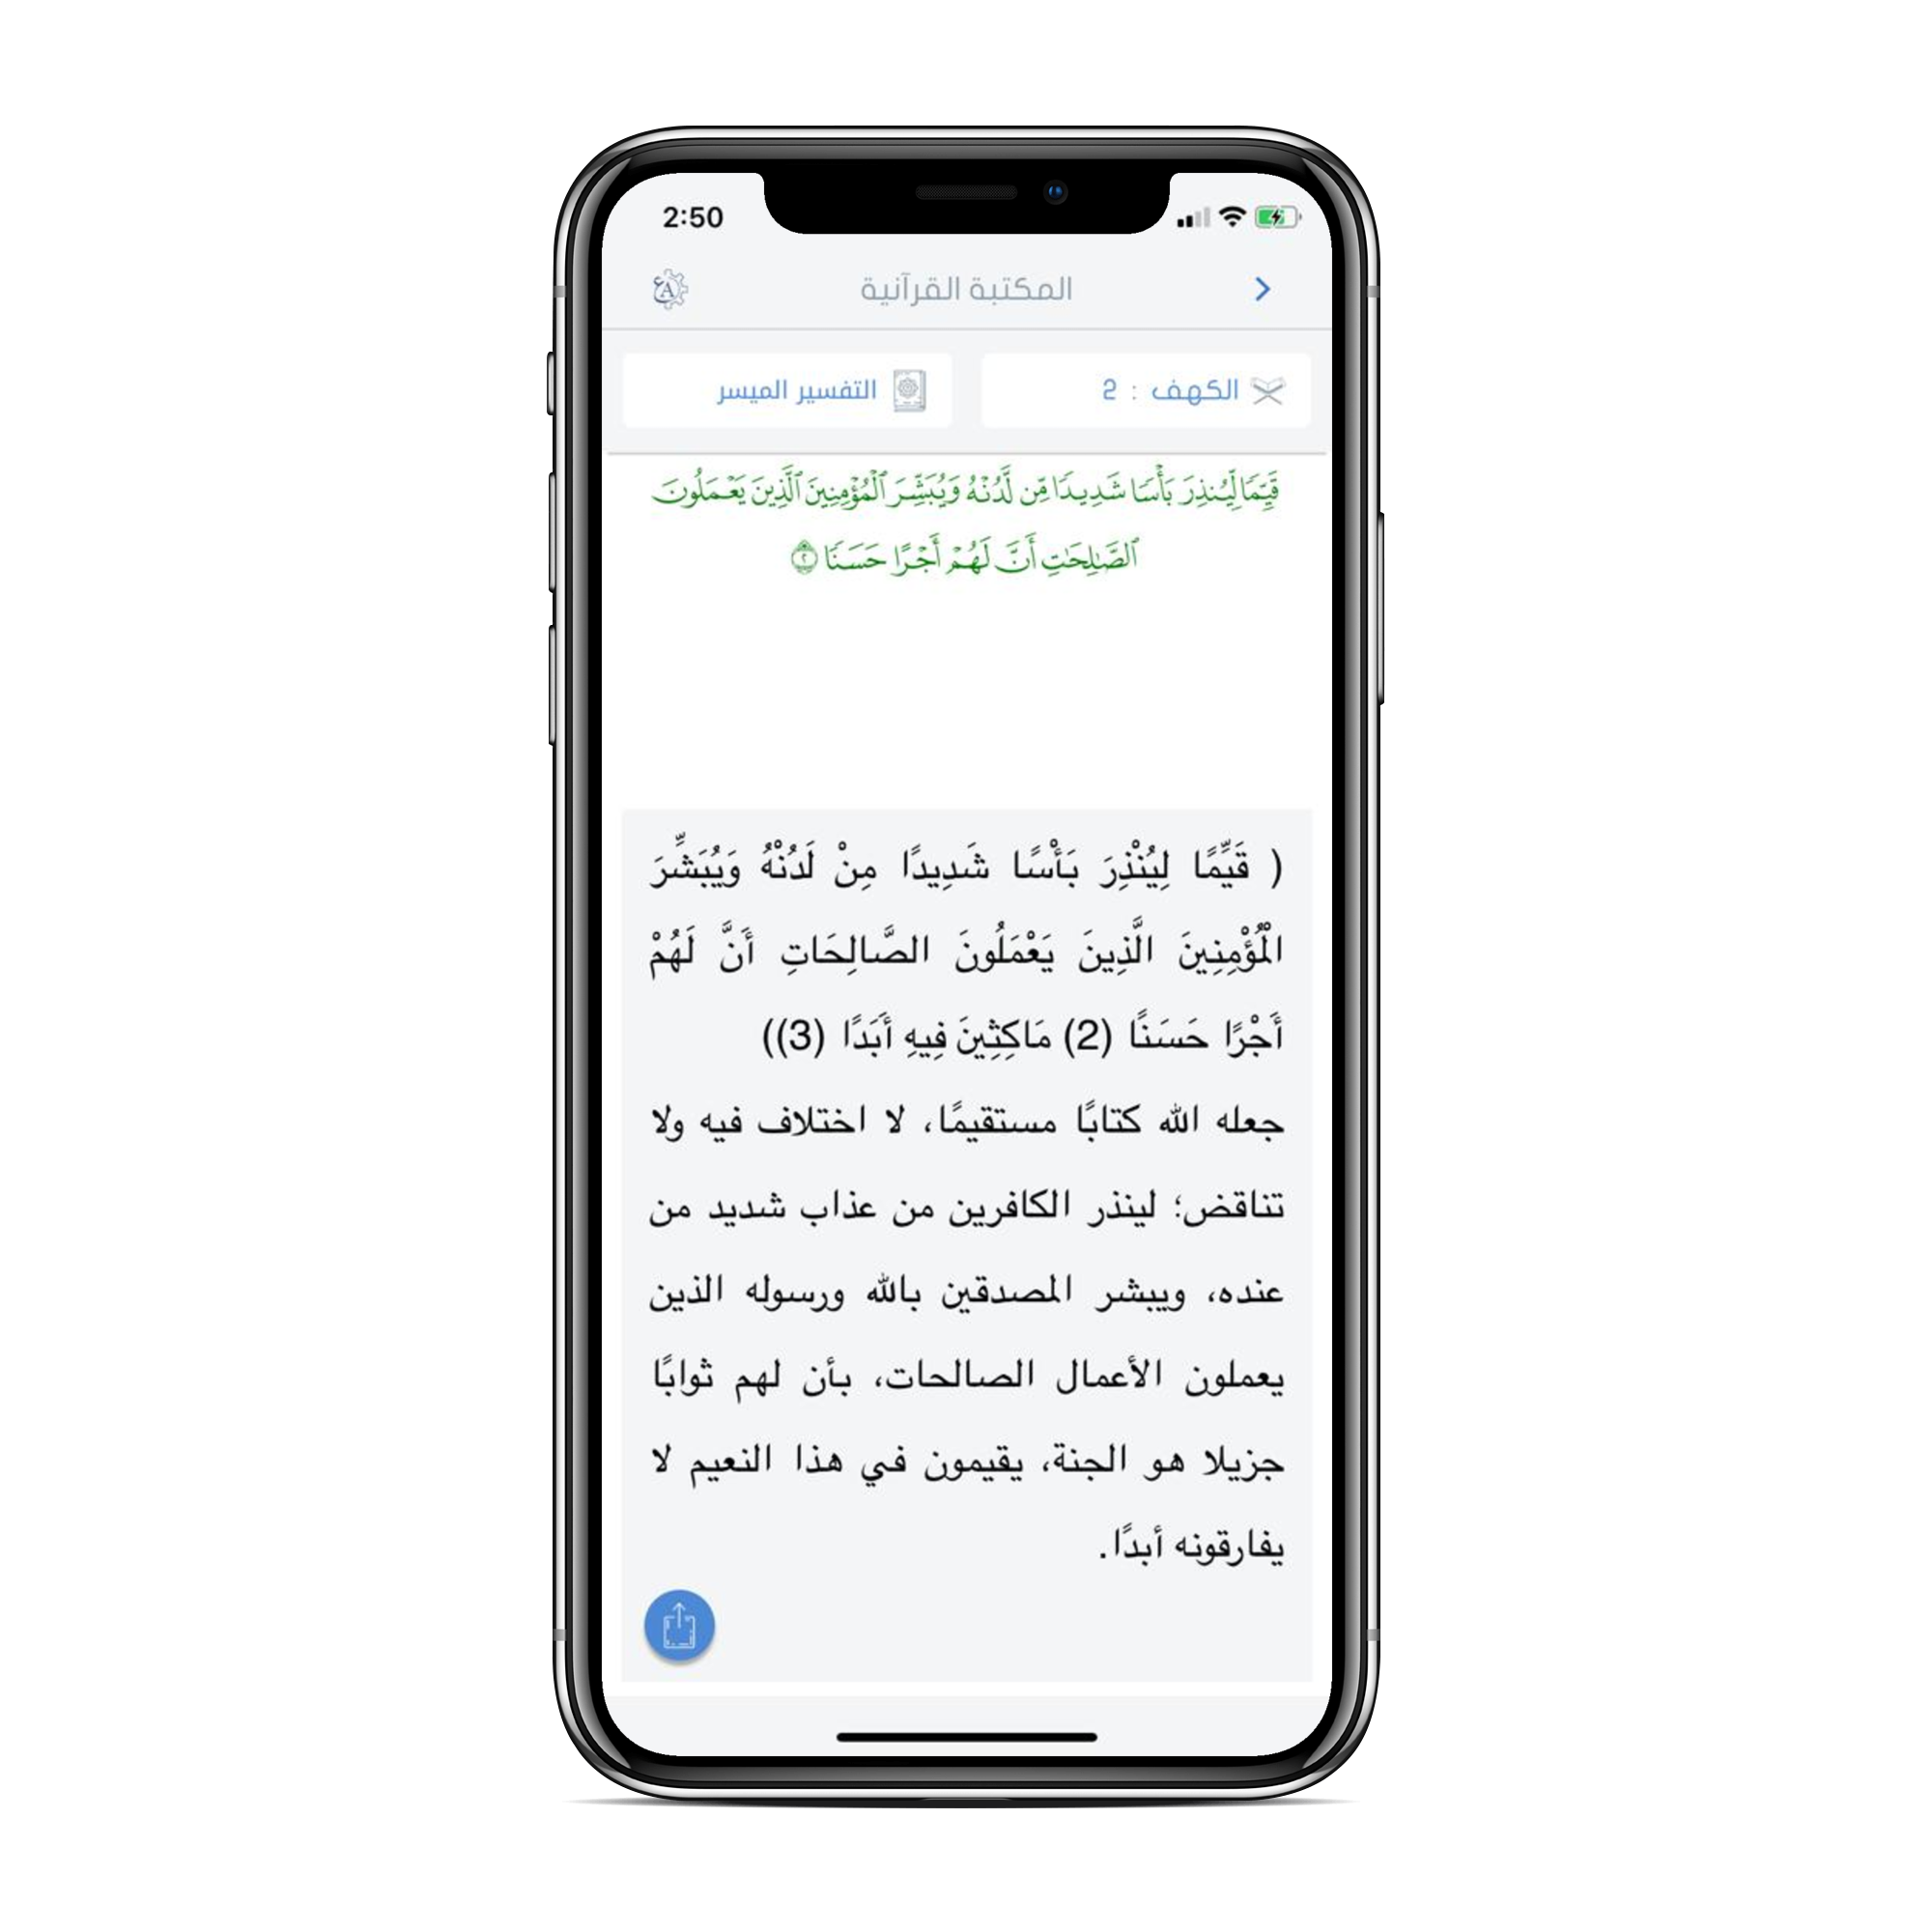 2:50
المكتبة القرآنية
الكهف : 2
التفسير الميسر
قَيِّمٗا لِّيُنذِرَ بَأۡسٗا شَدِيدٗا مِّن لَّدُنۡهُ وَيُبَشِّرَ ٱلۡمُؤۡمِنِينَ ٱلَّذِينَ يَعۡمَلُونَ
ٱلصَّٰلِحَٰتِ أَنَّ لَهُمۡ أَجۡرًا حَسَنٗا ٢
( قَيِّمًا لِيُنْذِرَ بَأْسًا شَدِيدًا مِنْ لَدُنْهُ وَيُبَشِّرَ
الْمُؤْمِنِينَ الَّذِينَ يَعْمَلُونَ الصَّالِحَاتِ أَنَّ لَهُمْ
أَجْرًا حَسَنًا (2) مَاكِثِينَ فِيهِ أَبَدًا (3))
جعله الله كتابًا مستقيمًا، لا اختلاف فيه ولا
تناقض؛ لينذر الكافرين من عذاب شديد من
عنده، ويبشر المصدقين بالله ورسوله الذين
يعملون الأعمال الصالحات، بأن لهم ثوابًا
جزيلا هو الجنة، يقيمون في هذا النعيم لا
يفارقونه أبدًا.